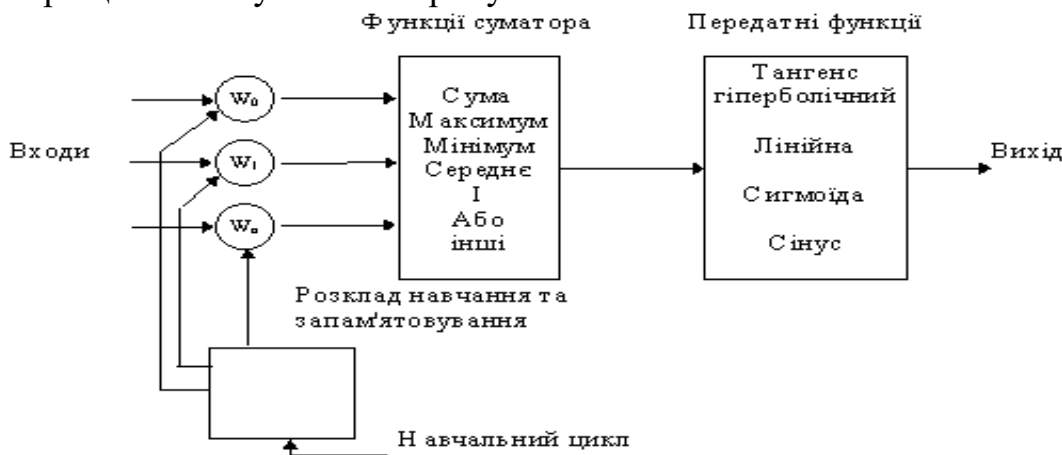 Функції суматора
Передатні функції
Входи
W₀
W₁
Wₙ
Сума
Максимум
Мінімум
Середнє
І
Або
інші
Тангенс
гіперболічний
Лінійна
Сигмоїда
Сінус
Вихід
Розклад навчання та
запам'ятовування
Навчальний цикл